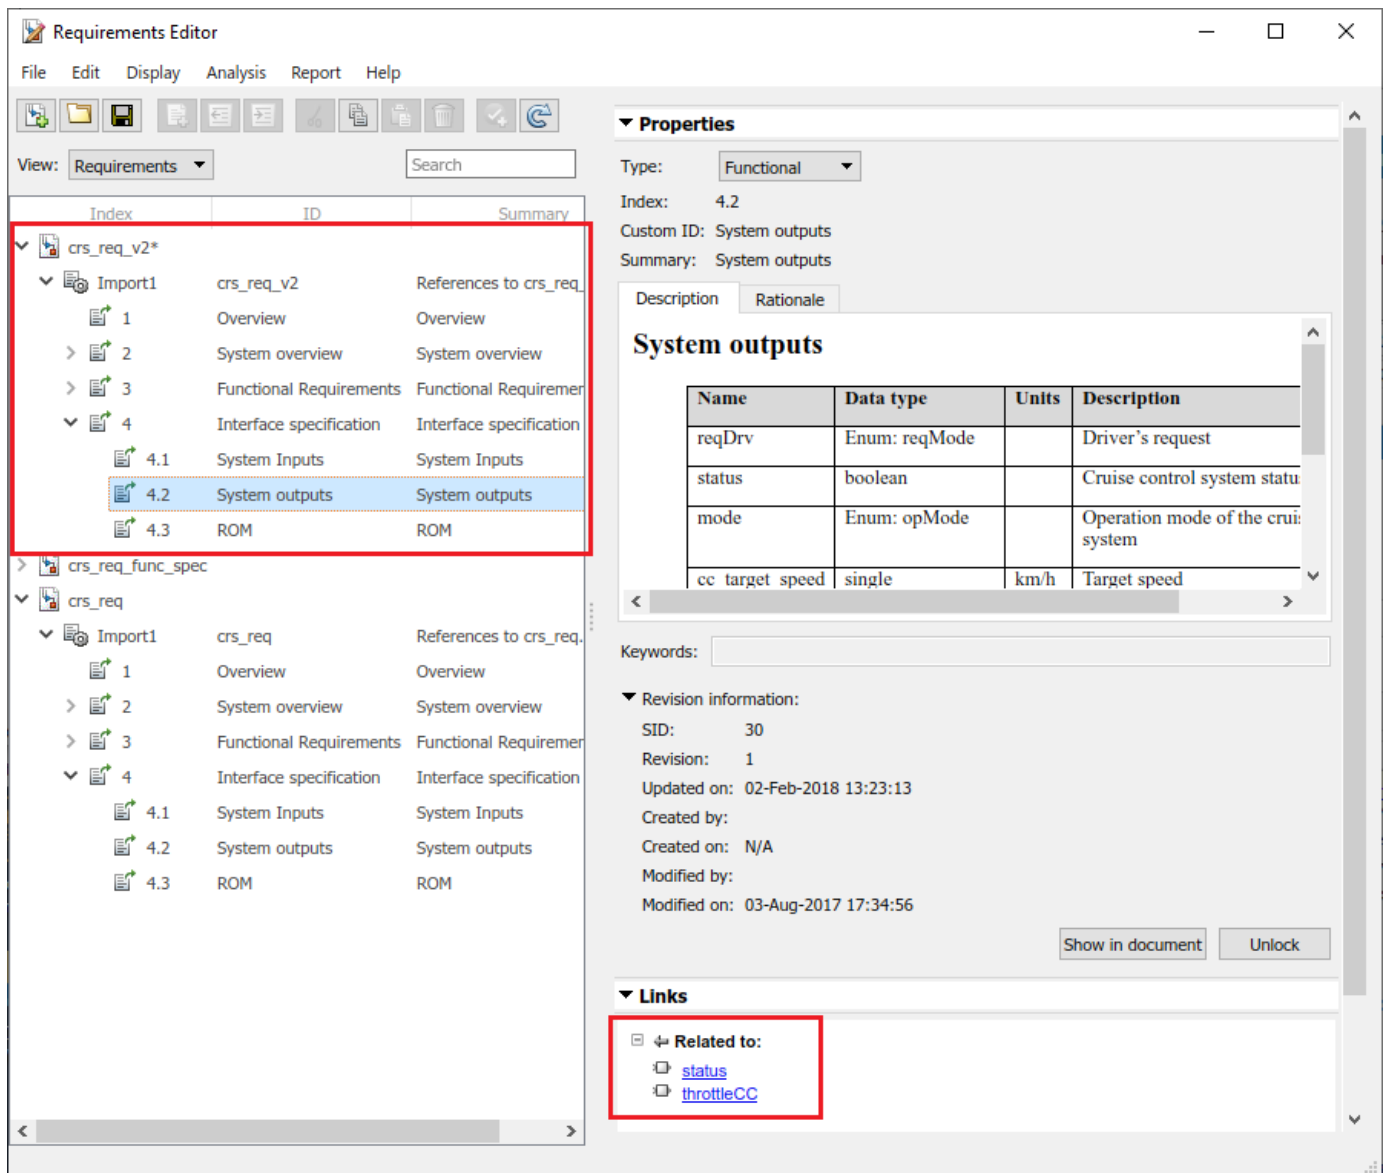 Requirements Editor
File Edit Display Analysis Report Help
View: Requirements Search
Index ID Summary
crs_req_v2*
Import1 crs_req_v2 References to crs_req_
1 Overview Overview
2 System overview System overview
3 Functional Requirements Functional Requiremer
4 Interface specification Interface specification
4.1 System Inputs System Inputs
4.2 System outputs System outputs
4.3 ROM ROM
crs_req_func_spec
crs_req
Import1 crs_req References to crs_req.
1 Overview Overview
2 System overview System overview
3 Functional Requirements Functional Requiremer
4 Interface specification Interface specification
4.1 System Inputs System Inputs
4.2 System outputs System outputs
4.3 ROM ROM
Properties
Type: Functional
Index: 4.2
Custom ID: System outputs
Summary: System outputs
Description Rationale
System outputs
Name Data type Units Description
reqDrv Enum: reqMode Driver's request
status boolean Cruise control system statu
mode Enum: opMode Operation mode of the crui
system
cc target speed single km/h Target speed
Keywords:
Revision information:
SID: 30
Revision: 1
Updated on: 02-Feb-2018 13:23:13
Created by:
Created on: N/A
Modified by:
Modified on: 03-Aug-2017 17:34:56
Show in document Unlock
Links
Related to:
status
throttleCC